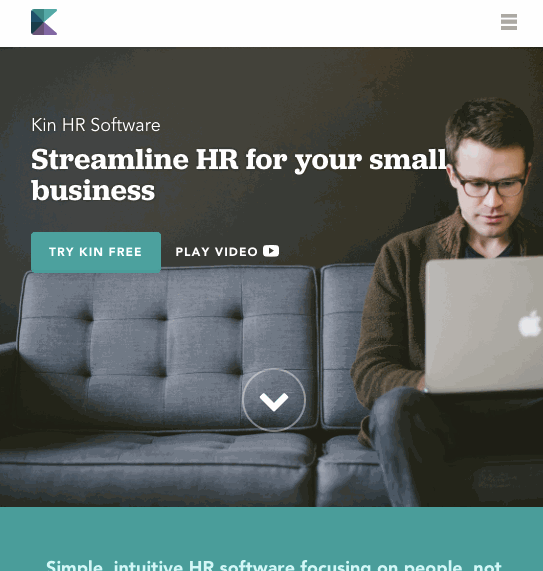 Kin HR Software
Streamline HR for your small
business
TRY KIN FREE
PLAY VIDEO
Simple, intuitive HR software focusing on people, not